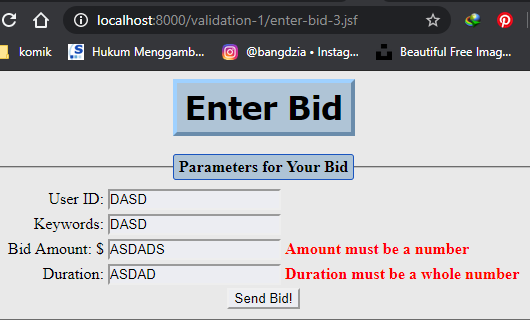 localhost:8000/validation-1/enter-bid-3.jsf
komik
Hukum Menggamb...
@bangdzia • Instag...
Beautiful Free Imag...
Enter Bid
Parameters for Your Bid
User ID: DASD
Keywords: DASD
Bid Amount: $ ASDADS Amount must be a number
Duration: ASDAD Duration must be a whole number
Send Bid!